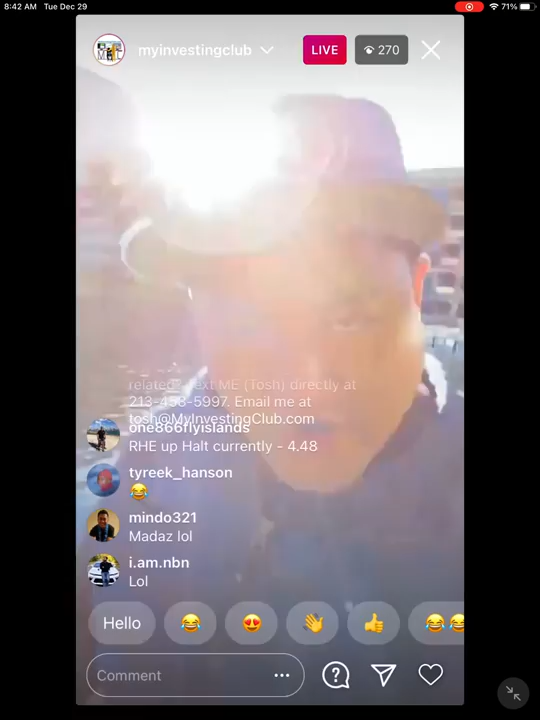 8:42 AM Tue Dec 29
71%
myinvestingclub
LIVE
270
related - Text ME (Tosh) directly at
213-458-5997. Email me at
tosh@MyInvestingClub.com
one866flyislands
RHE up Halt currently - 4.48
tyreek_hanson
😂
mindo321
Madaz lol
i.am.nbn
Lol
Hello
😂 😍 👋 👍 😂😂
Comment